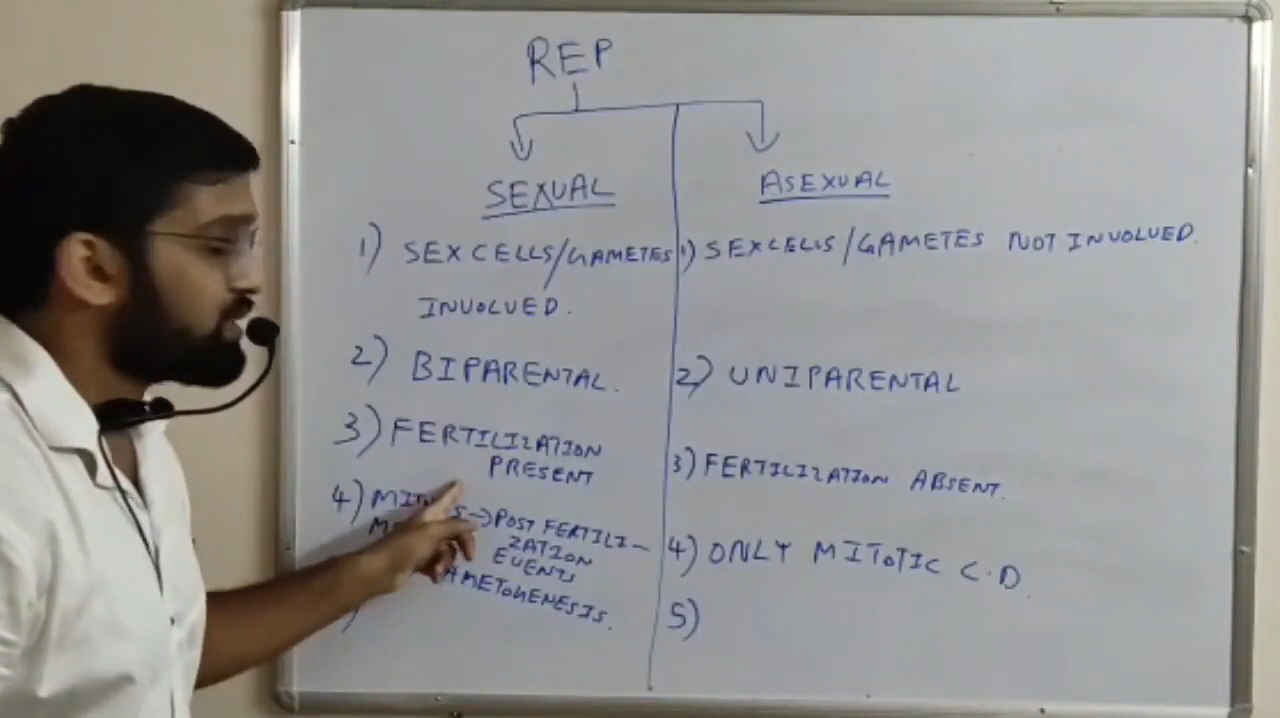 REP
SEXUAL
ASEXUAL
1) SEX CELLS/GAMETES
INVOLVED.
2) BIPARENTAL.
3) FERTILIZATION
PRESENT
4)
→ POST FERTILI-
ZATION
EVENTS
1) SEXCELLS/GAMETES NOT INVOLVED.
2) UNIPARENTAL
3) FERTILIZATION ABSENT.
4) ONLY MITOTIC C.D.
5)